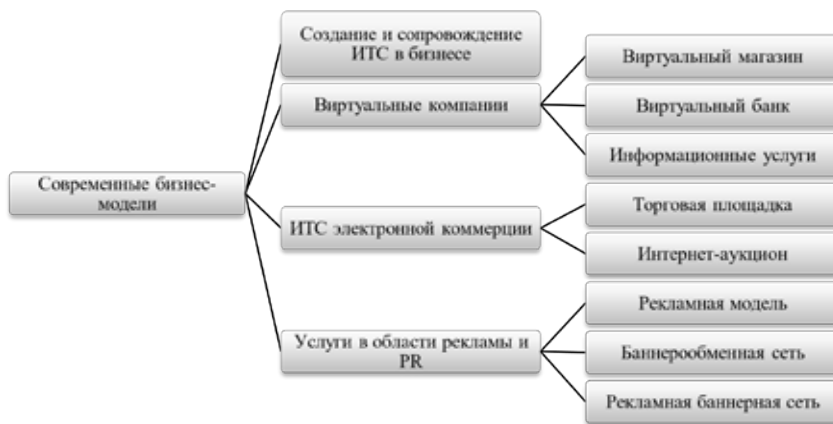 Современные бизнес-
модели
Создание и сопровождение
ИТС в бизнесе
Виртуальные компании
Виртуальный магазин
Виртуальный банк
Информационные услуги
ИТС электронной коммерции
Торговая площадка
Интернет-аукцион
Услуги в области рекламы и
PR
Рекламная модель
Баннерообменная сеть
Рекламная баннерная сеть